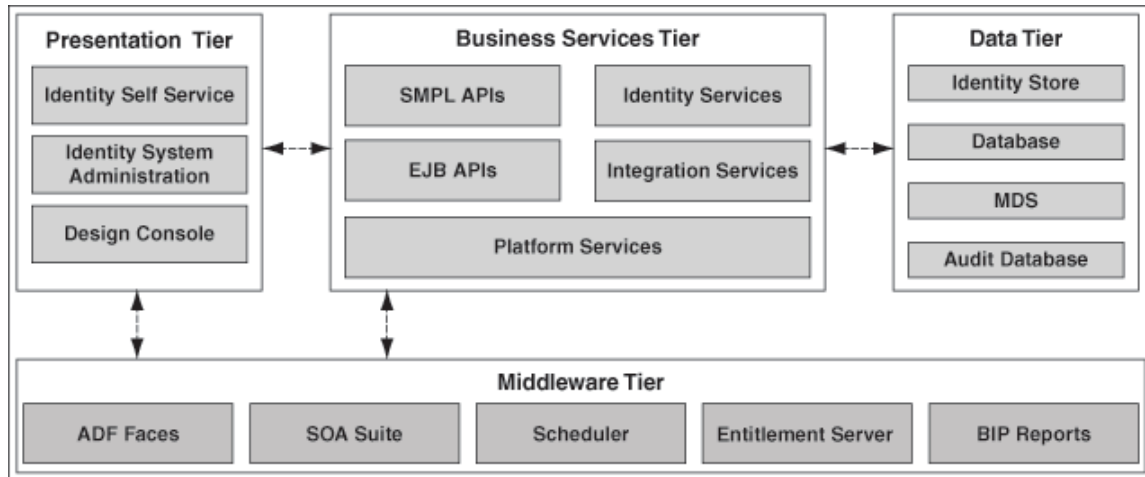 Presentation Tier
Identity Self Service
Identity System
Administration
Design Console
Business Services Tier
SMPL APIs
Identity Services
EJB APIs
Integration Services
Platform Services
Data Tier
Identity Store
Database
MDS
Audit Database
Middleware Tier
ADF Faces
SOA Suite
Scheduler
Entitlement Server
BIP Reports